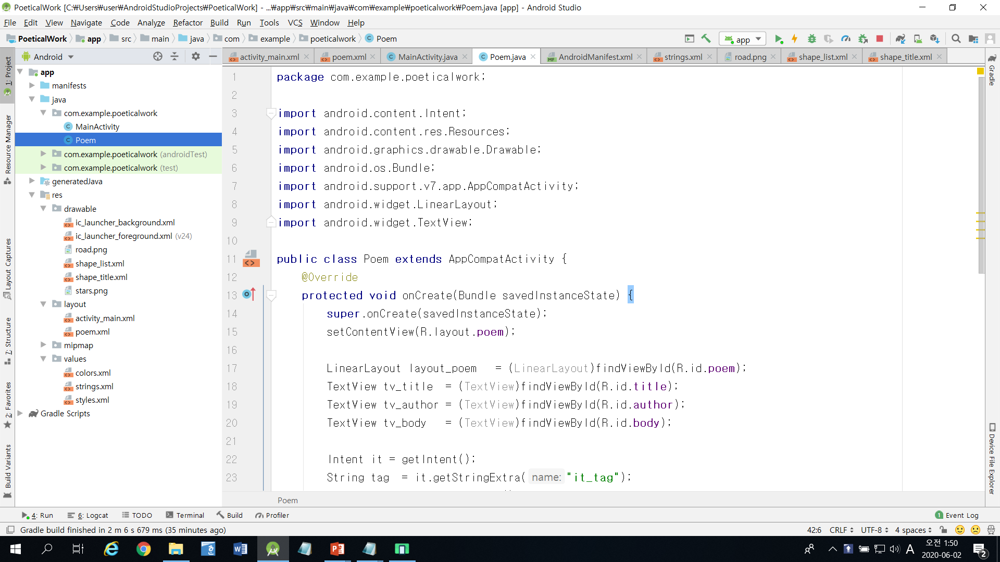 PoeticalWork [C:₩Users₩user₩AndroidStudioProjects₩PoeticalWork] - ...₩app₩src₩main₩java₩com₩example₩poeticalwork₩Poem.java [app] - Android Studio
File Edit View Navigate Code Analyze Refactor Build Run Tools VCS Window Help
PoeticalWork app src main java com example poeticalwork Poem
app
Android
activity_main.xml poem.xml MainActivity.java Poem.java AndroidManifest.xml strings.xml road.png shape_list.xml shape_title.xml
1: Project
Resource Manager
Layout Captures
7: Structure
2: Favorites
Build Variants
app
manifests
java
com.example.poeticalwork
MainActivity
Poem
com.example.poeticalwork (androidTest)
com.example.poeticalwork (test)
generatedJava
res
drawable
ic_launcher_background.xml
ic_launcher_foreground.xml (v24)
road.png
shape_list.xml
shape_title.xml
stars.png
layout
activity_main.xml
poem.xml
mipmap
values
colors.xml
strings.xml
styles.xml
Gradle Scripts
1 package com.example.poeticalwork;
2
3 import android.content.Intent;
4 import android.content.res.Resources;
5 import android.graphics.drawable.Drawable;
6 import android.os.Bundle;
7 import android.support.v7.app.AppCompatActivity;
8 import android.widget.LinearLayout;
9 import android.widget.TextView;
10
11 public class Poem extends AppCompatActivity {
12 @Override
13 protected void onCreate(Bundle savedInstanceState) {
14 super.onCreate(savedInstanceState);
15 setContentView(R.layout.poem);
16
17 LinearLayout layout_poem = (LinearLayout)findViewById(R.id.poem);
18 TextView tv_title = (TextView)findViewById(R.id.title);
19 TextView tv_author = (TextView)findViewById(R.id.author);
20 TextView tv_body = (TextView)findViewById(R.id.body);
21
22 Intent it = getIntent();
23 String tag = it.getStringExtra( name: "it_tag");
Poem
Gradle
Device File Explorer
4: Run 6: Logcat TODO Terminal Build Profiler 1 Event Log
Gradle build finished in 2 m 6 s 679 ms (35 minutes ago) 42:6 CRLF UTF-8 4 spaces
A 오전 1:50
2020-06-02 2